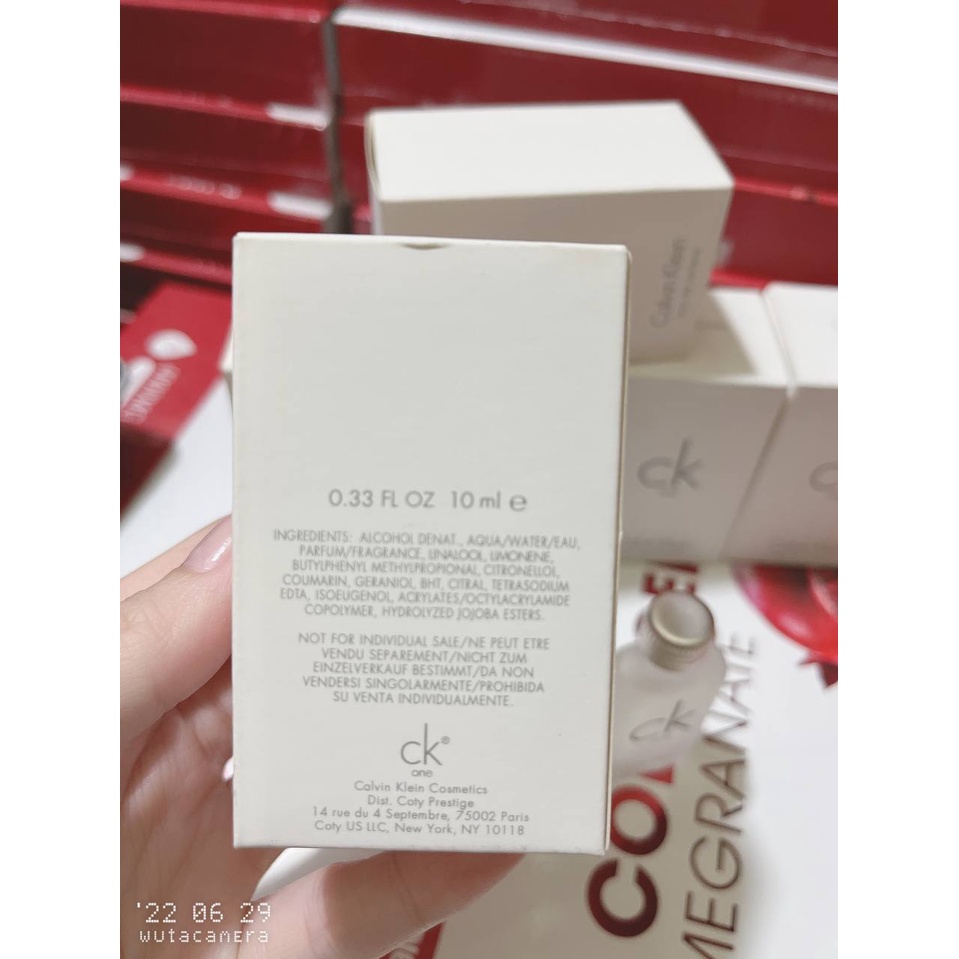 Calvin Klein
ck
0.33 FL OZ 10 ml ℮
INGREDIENTS: ALCOHOL DENAT., AQUA/WATER/EAU,
PARFUM/FRAGRANCE, LINALOOL, LIMONENE,
BUTYLPHENYL METHYLPROPIONAL, CITRONELLOL,
COUMARIN, GERANIOL, BHT, CITRAL, TETRASODIUM
EDTA, ISOEUGENOL, ACRYLATES/OCTYLACRYLAMIDE
COPOLYMER, HYDROLYZED JOJOBA ESTERS.
NOT FOR INDIVIDUAL SALE/NE PEUT ETRE
VENDU SEPAREMENT/NICHT ZUM
EINZELVERKAUF BESTIMMT/DA NON
VENDERSI SINGOLARMENTE/PROHIBIDA
SU VENTA INDIVIDUALMENTE.
ck®
one
Calvin Klein Cosmetics
Dist. Coty Prestige
14 rue du 4 Septembre, 75002 Paris
Coty US LLC, New York, NY 10118
ck
MEGRANATE
'22 06 29
wutacamera